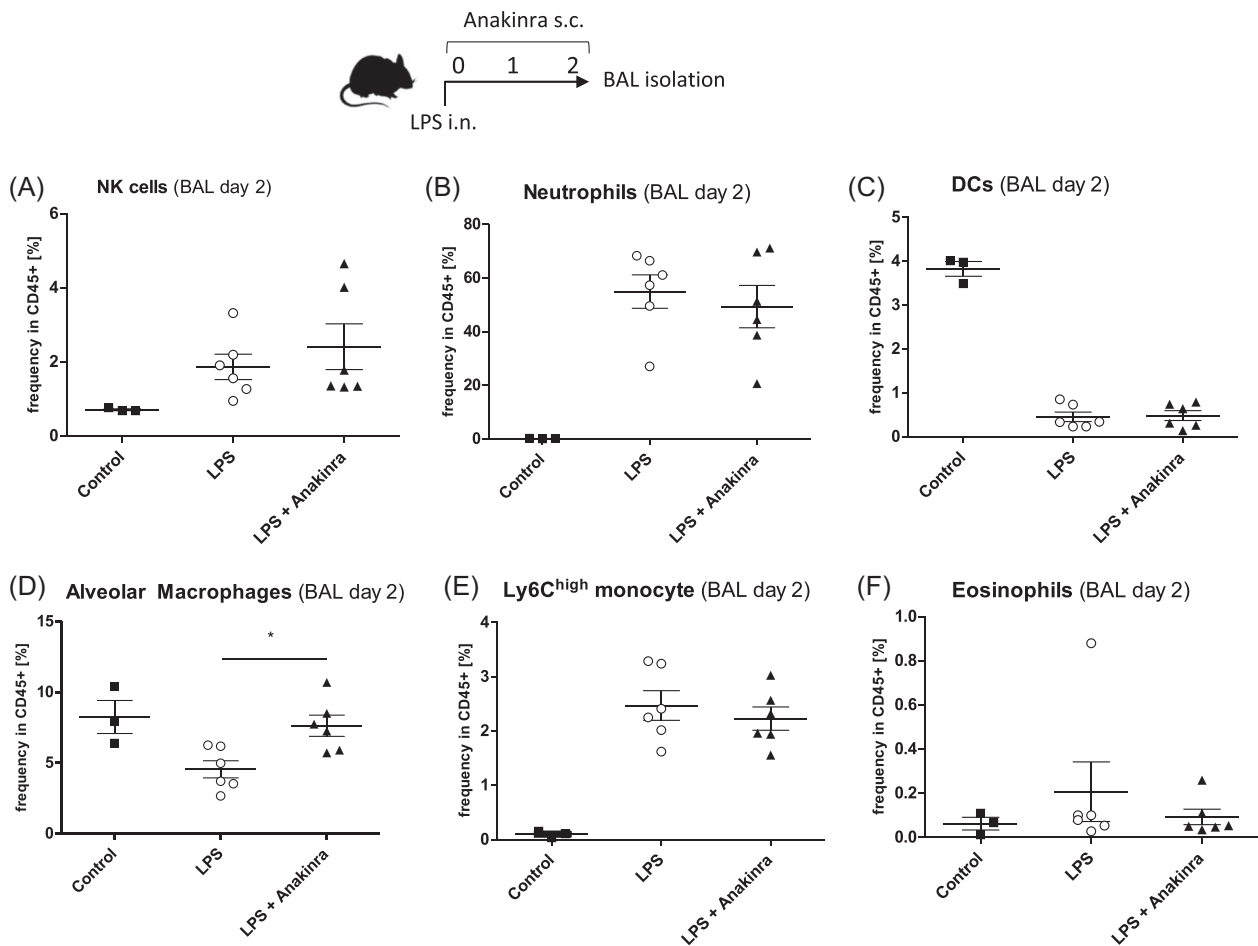 Anakinra s.c.
0 1 2
BAL isolation
LPS i.n.
(A) NK cells (BAL day 2)
frequency in CD45+ [%]
6
4
2
0
Control
LPS
LPS + Anakinra
(B) Neutrophils (BAL day 2)
frequency in CD45+ [%]
80
60
40
20
0
Control
LPS
LPS + Anakinra
(C) DCs (BAL day 2)
frequency in CD45+ [%]
5
4
3
2
1
0
Control
LPS
LPS + Anakinra
(D) Alveolar Macrophages (BAL day 2)
frequency in CD45+ [%]
15
10
5
0
*
Control
LPS
LPS + Anakinra
(E) Ly6Chigh monocyte (BAL day 2)
frequency in CD45+ [%]
4
3
2
1
0
Control
LPS
LPS + Anakinra
(F) Eosinophils (BAL day 2)
frequency in CD45+ [%]
1.0
0.8
0.6
0.4
0.2
0.0
Control
LPS
LPS + Anakinra